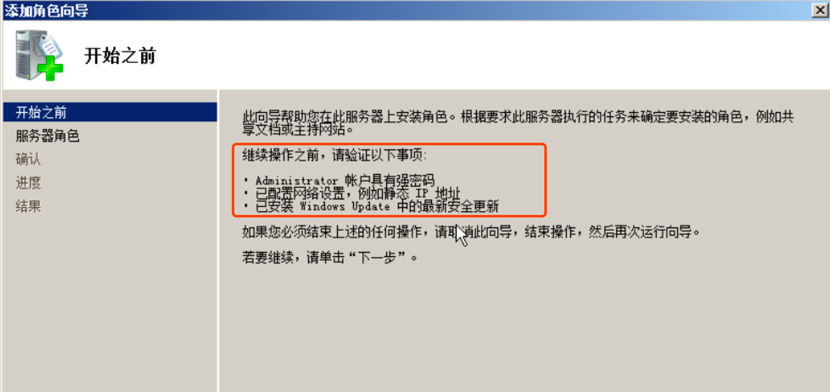 添加角色向导
开始之前
开始之前
服务器角色
确认
进度
结果
此向导帮助您在此服务器上安装角色。根据要求此服务器执行的任务来确定要安装的角色，例如共
享文档或主持网站。
继续操作之前，请验证以下事项:
· Administrator 帐户具有强密码
· 已配置网络设置，例如静态 IP 地址
· 已安装 Windows Update 中的最新安全更新
如果您必须结束上述的任何操作，请取消此向导，结束操作，然后再次运行向导。
若要继续，请单击“下一步”。